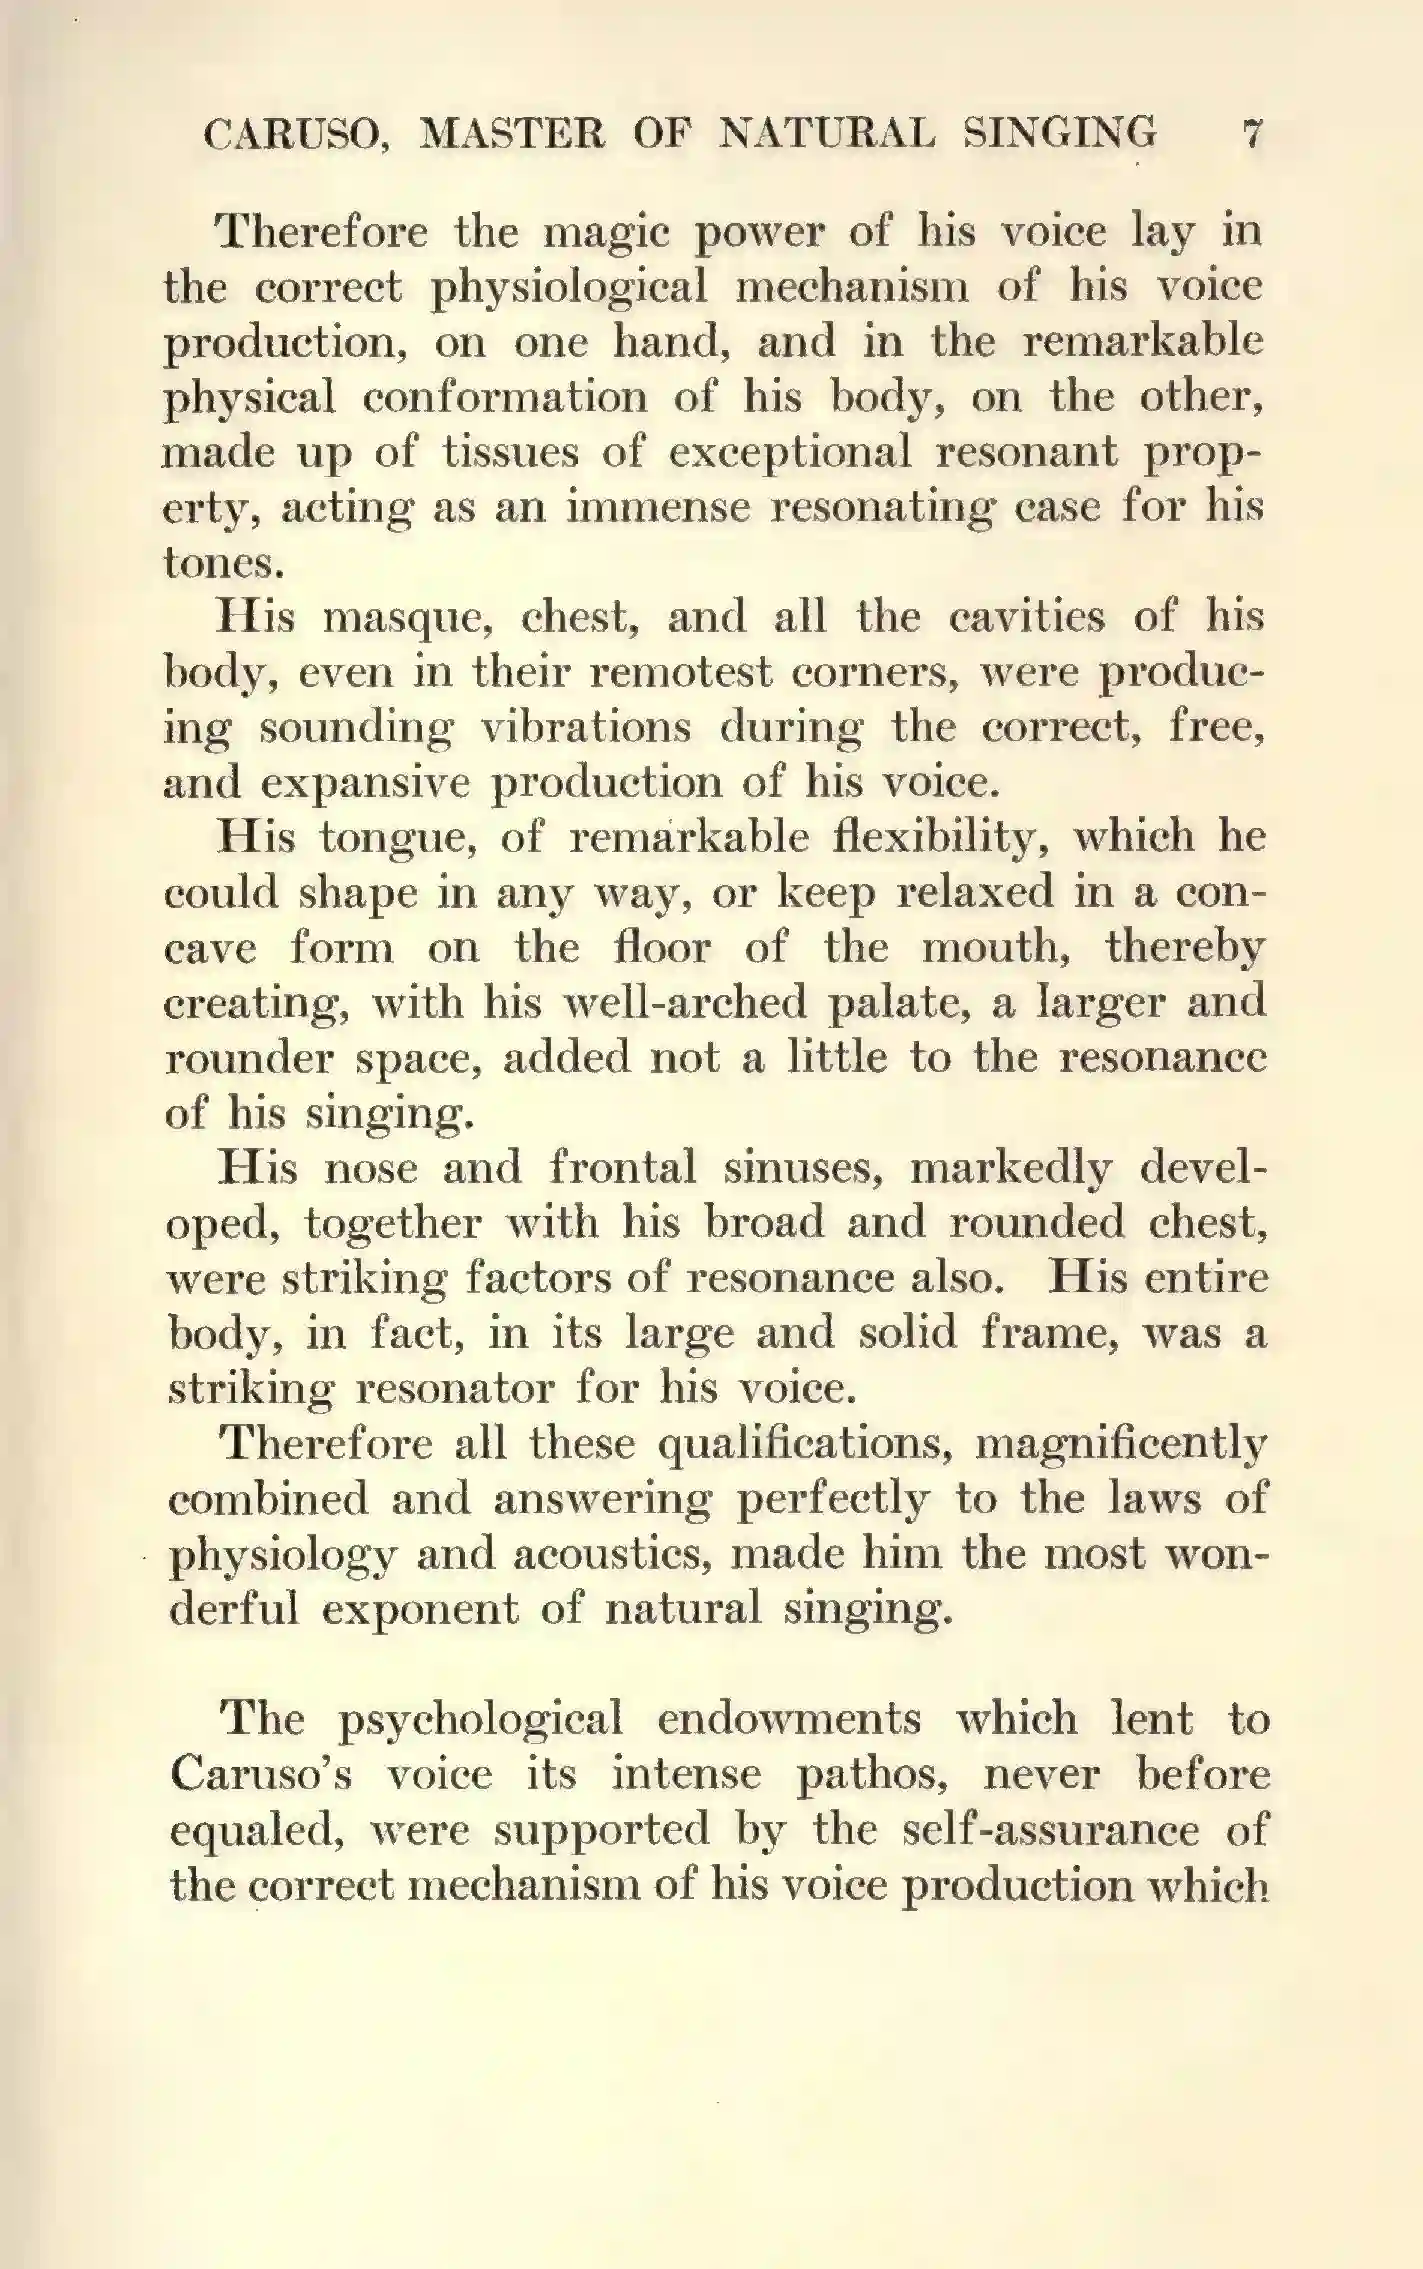 CARUSO, MASTER OF NATURAL SINGING 7
Therefore the magic power of his voice lay in
the correct physiological mechanism of his voice
production, on one hand, and in the remarkable
physical conformation of his body, on the other,
made up of tissues of exceptional resonant prop-
erty, acting as an immense resonating case for his
tones.
His masque, chest, and all the cavities of his
body, even in their remotest corners, were produc-
ing sounding vibrations during the correct, free,
and expansive production of his voice.
His tongue, of remarkable flexibility, which he
could shape in any way, or keep relaxed in a con-
cave form on the floor of the mouth, thereby
creating, with his well-arched palate, a larger and
rounder space, added not a little to the resonance
of his singing.
His nose and frontal sinuses, markedly devel-
oped, together with his broad and rounded chest,
were striking factors of resonance also. His entire
body, in fact, in its large and solid frame, was a
striking resonator for his voice.
Therefore all these qualifications, magnificently
combined and answering perfectly to the laws of
physiology and acoustics, made him the most won-
derful exponent of natural singing.
The psychological endowments which lent to
Caruso's voice its intense pathos, never before
equaled, were supported by the self-assurance of
the correct mechanism of his voice production which